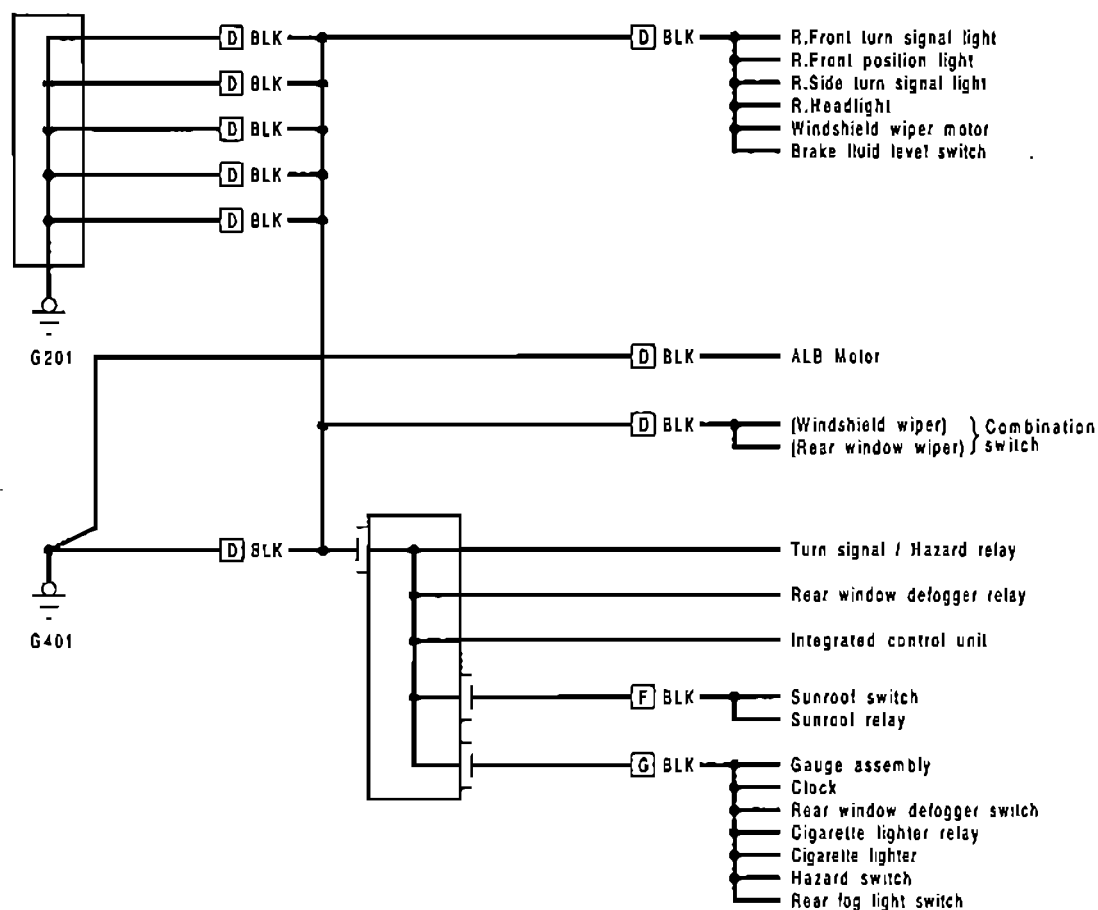 D BLK D BLK R.Front turn signal light
R.Front position light
D BLK R.Side turn signal light
R.Headlight
D BLK Windshield wiper motor
Brake fluid level switch
D BLK
D BLK
G201
D BLK ALB Motor
D BLK (Windshield wiper)
(Rear window wiper)
Combination
switch
D BLK Turn signal / Hazard relay
Rear window defogger relay
G401
Integrated control unit
F BLK Sunroof switch
Sunroof relay
G BLK Gauge assembly
Clock
Rear window defogger switch
Cigarette lighter relay
Cigarette lighter
Hazard switch
Rear fog light switch